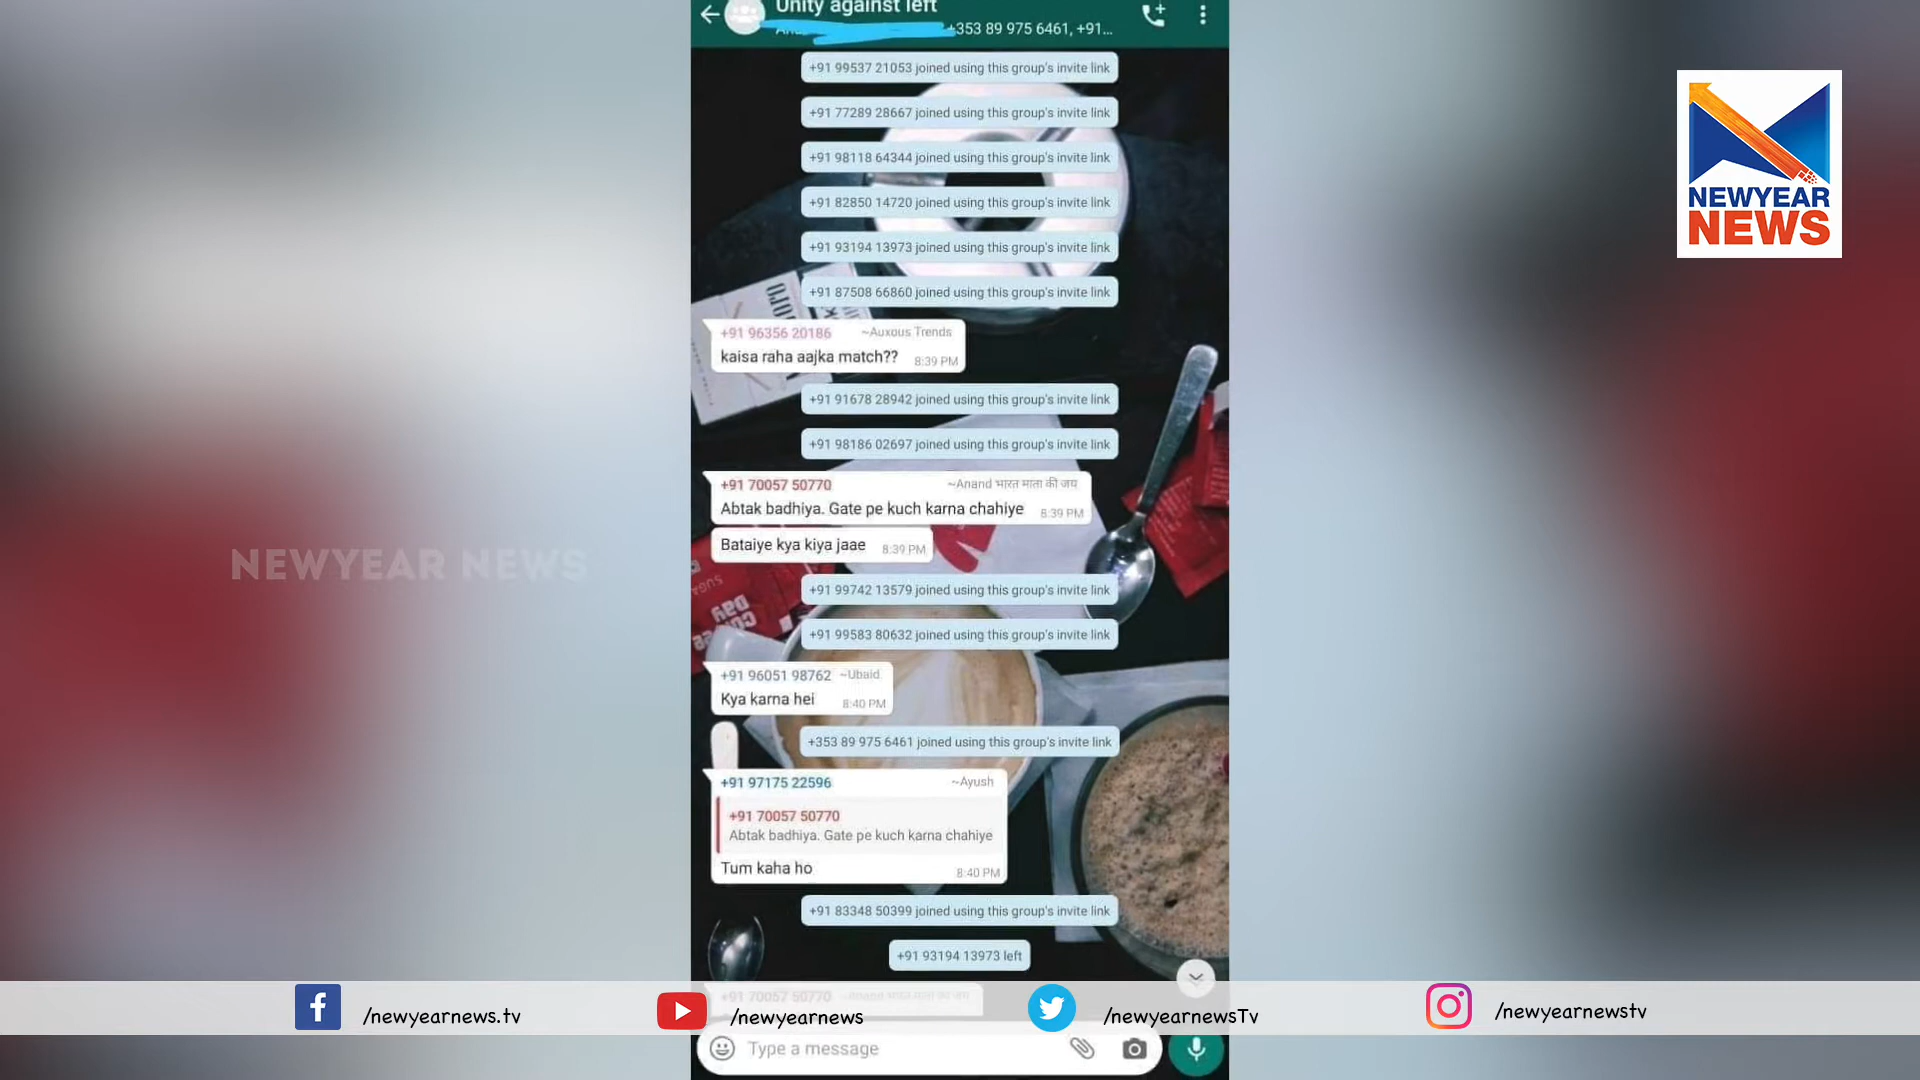 Unity against left
+353 89 975 6461, +91...
+91 99537 21053 joined using this group's invite link
+91 77289 28667 joined using this group's invite link
+91 98118 64344 joined using this group's invite link
+91 82850 14720 joined using this group's invite link
+91 93194 13973 joined using this group's invite link
+91 87508 66860 joined using this group's invite link
+91 96356 20186 ~Auxous Trends
kaisa raha aajka match?? 8:39 PM
+91 91678 28942 joined using this group's invite link
+91 98186 02697 joined using this group's invite link
+91 70057 50770 ~Anand भारत माता की जय
Abtak badhiya. Gate pe kuch karna chahiye 8:39 PM
Bataiye kya kiya jaae 8:39 PM
+91 99742 13579 joined using this group's invite link
+91 99583 80632 joined using this group's invite link
+91 96051 98762 ~Ubaid
Kya karna hei 8:40 PM
+353 89 975 6461 joined using this group's invite link
+91 97175 22596 ~Ayush
+91 70057 50770
Abtak badhiya. Gate pe kuch karna chahiye
Tum kaha ho 8:40 PM
+91 83348 50399 joined using this group's invite link
+91 93194 13973 left
+91 70057 50770 ~Anand भारत माता की जय
Type a message
NEWYEAR
NEWS
NEWYEAR NEWS
/newyearnews.tv
/newyearnews
/newyearnewsTv
/newyearnewstv